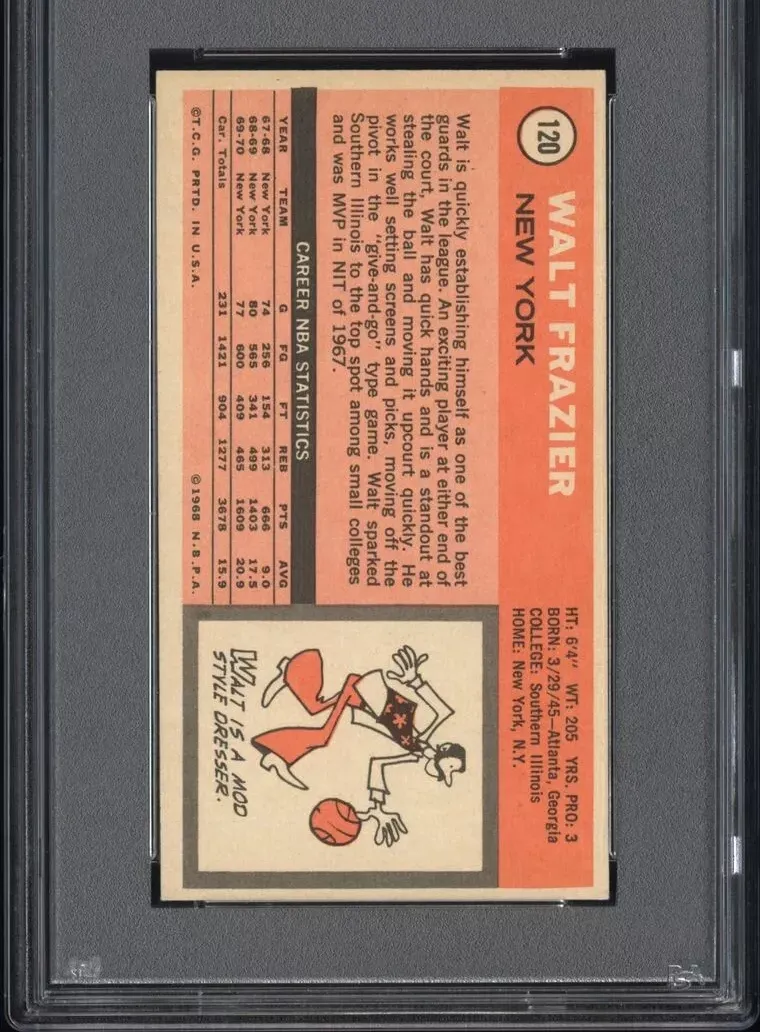 120
WALT FRAZIER
NEW YORK
HT: 6'4" WT: 205 YRS. PRO: 3
BORN: 3/29/45—Atlanta, Georgia
COLLEGE: Southern Illinois
HOME: New York, N.Y.
Walt is quickly establishing himself as one of the best
guards in the league. An exciting player at either end of
the court, Walt has quick hands and is a standout at
stealing the ball and moving it upcourt quickly. He
works well setting screens and picks, moving off the
pivot in the "give-and-go" type game. Walt sparked
Southern Illinois to the top spot among small colleges
and was MVP in NIT of 1967.
CAREER NBA STATISTICS
YEAR TEAM G FG FT REB PTS AVG
67-68 New York 74 256 154 313 666 9.0
68-69 New York 80 565 341 499 1403 17.5
69-70 New York 77 600 409 465 1609 20.9
Car. Totals 231 1421 904 1277 3678 15.9
©T.C.G. PRTD. IN U.S.A. ©1968 N.B.P.A.
WALT IS A MOD
STYLE DRESSER.